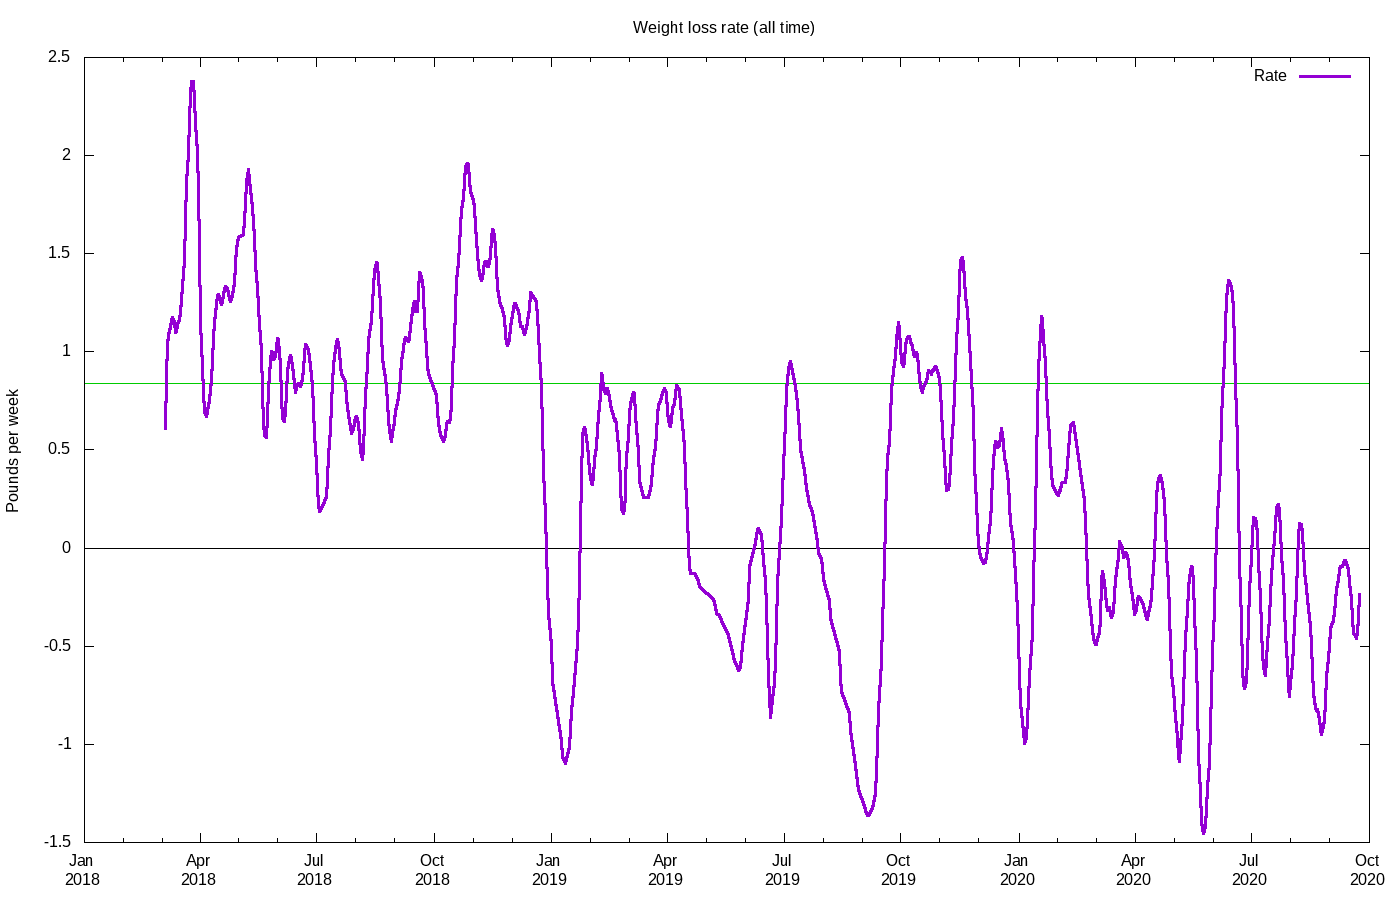 Weight loss rate (all time)
Rate
Pounds per week
2.5
2
1.5
1
0.5
0
-0.5
-1
-1.5
Jan Apr Jul Oct Jan Apr Jul Oct Jan Apr Jul Oct
2018 2018 2018 2018 2019 2019 2019 2019 2020 2020 2020 2020